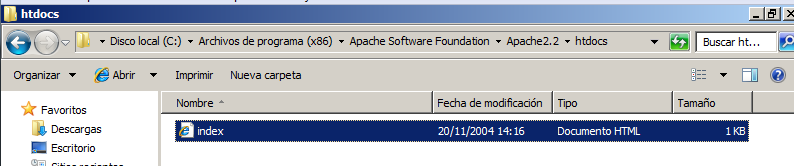 htdocs
Disco local (C:) Archivos de programa (x86) Apache Software Foundation Apache2.2 htdocs Buscar ht...
Organizar Abrir Imprimir Nueva carpeta
Nombre Fecha de modificación Tipo Tamaño
Favoritos
Descargas
Escritorio
Sitios recientes
index 20/11/2004 14:16 Documento HTML 1 KB